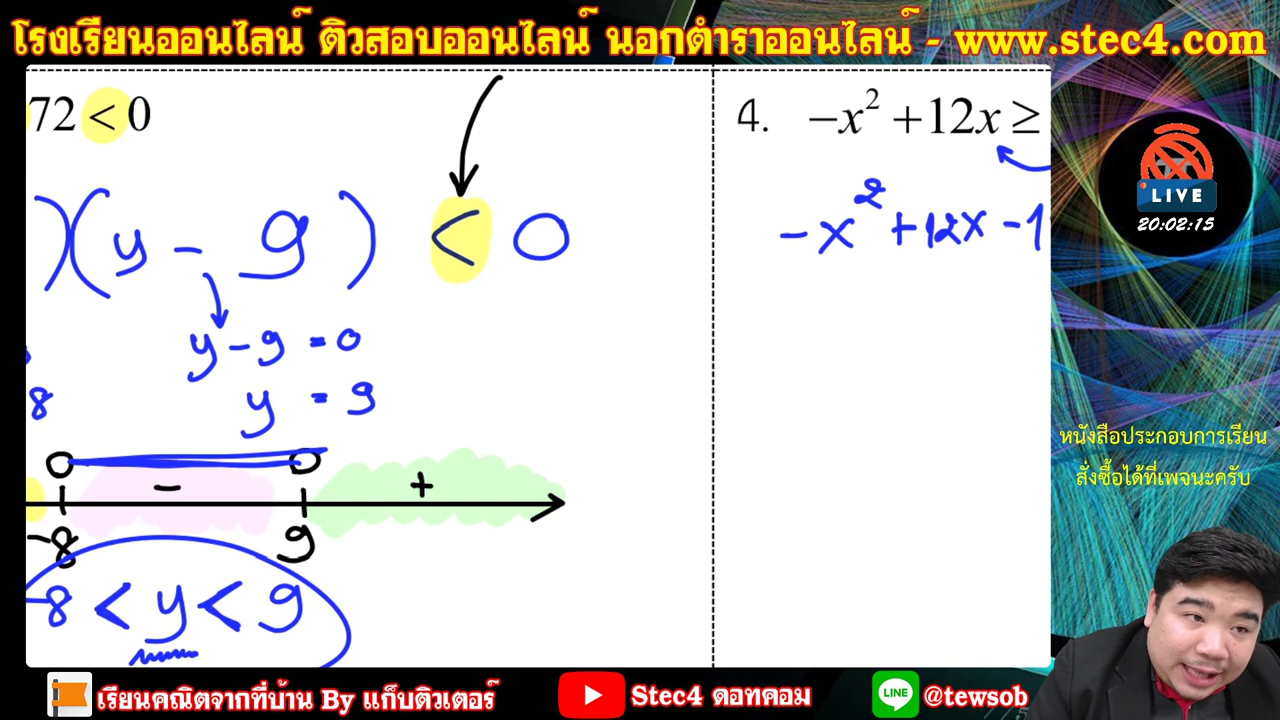 โรงเรียนออนไลน์ ติวสอบออนไลน์ นอกตำราออนไลน์ - www.stec4.com
72 < 0
)(y - 9) < 0
y - 9 = 0
8
y = 9
- +
-8 9
-8 < y < 9
4. -x² + 12x ≥
-x² + 12x - 1
LIVE
20:02:15
หนังสือประกอบการเรียน
สั่งซื้อได้ที่เพจนะครับ
เรียนคณิตจากที่บ้าน By แก็บติวเตอร์
Stec4 ดอทคอม
LINE
@tewsob